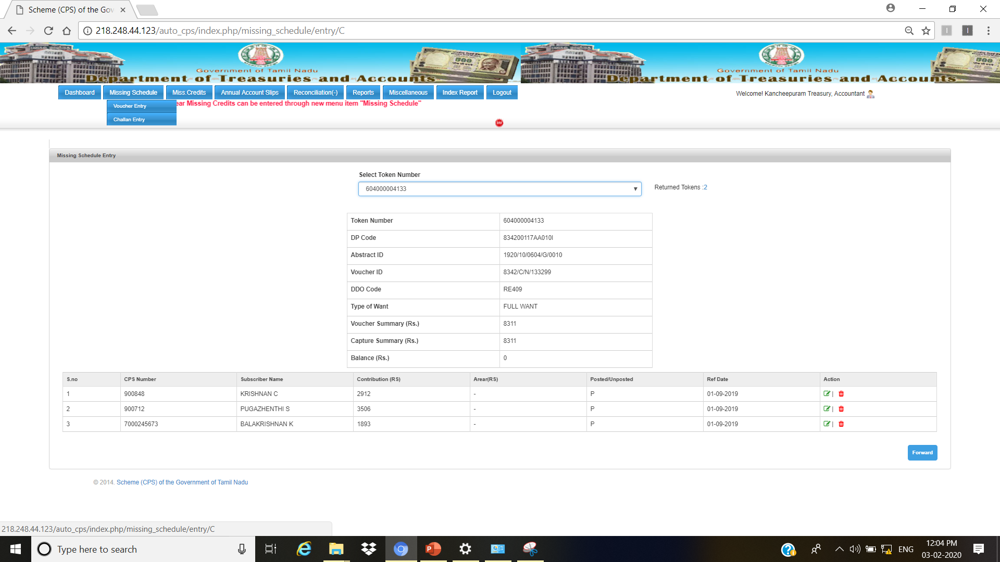 Scheme (CPS) of the Gov
218.248.44.123/auto_cps/index.php/missing_schedule/entry/C
Government of Tamil Nadu
Department of Treasuries and Accounts
Government of Tamil Nadu
Department of Treasuries and Accounts
Dashboard Missing Schedule Miss.Credits Annual Account Slips Reconciliation(-) Reports Miscellaneous Index Report Logout
Welcome! Kancheepuram Treasury, Accountant
Voucher Entry
ear Missing Credits can be entered through new menu item "Missing Schedule"
Challan Entry
Missing Schedule Entry
Select Token Number
604000004133
Returned Tokens :2
Token Number 604000004133
DP Code 834200117AA010I
Abstract ID 1920/10/0604/G/0010
Voucher ID 8342/C/N/133299
DDO Code RE409
Type of Want FULL WANT
Voucher Summary (Rs.) 8311
Capture Summary (Rs.) 8311
Balance (Rs.) 0
S.no CPS Number Subscriber Name Contribution (RS) Arear(RS) Posted/Unposted Ref Date Action
1 900848 KRISHNAN C 2912 - P 01-09-2019 |
2 900712 PUGAZHENTHI S 3506 - P 01-09-2019 |
3 7000245673 BALAKRISHNAN K 1893 - P 01-09-2019 |
Forward
© 2014. Scheme (CPS) of the Government of Tamil Nadu
218.248.44.123/auto_cps/index.php/missing_schedule/entry/C
Type here to search
ENG
12:04 PM
03-02-2020